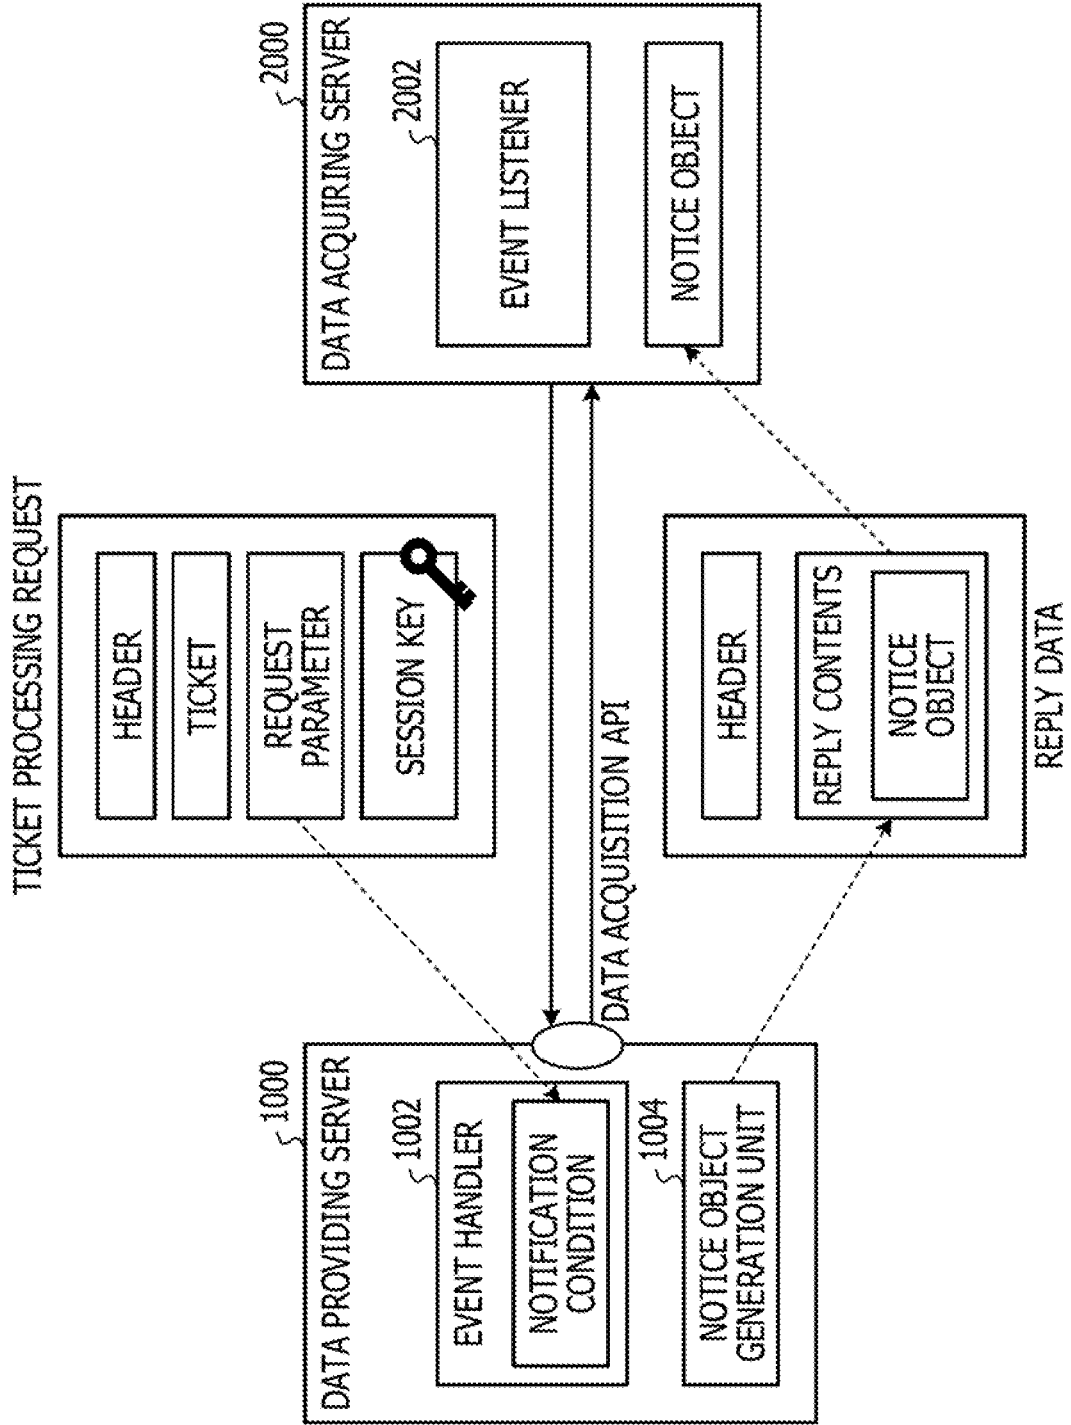 TICKET PROCESSING REQUEST
HEADER
TICKET
REQUEST
PARAMETER
SESSION KEY
1000
DATA PROVIDING SERVER
1002
EVENT HANDLER
NOTIFICATION
CONDITION
1004
NOTICE OBJECT
GENERATION UNIT
DATA ACQUISITION API
2000
DATA ACQUIRING SERVER
2002
EVENT LISTENER
NOTICE OBJECT
HEADER
REPLY CONTENTS
NOTICE
OBJECT
REPLY DATA